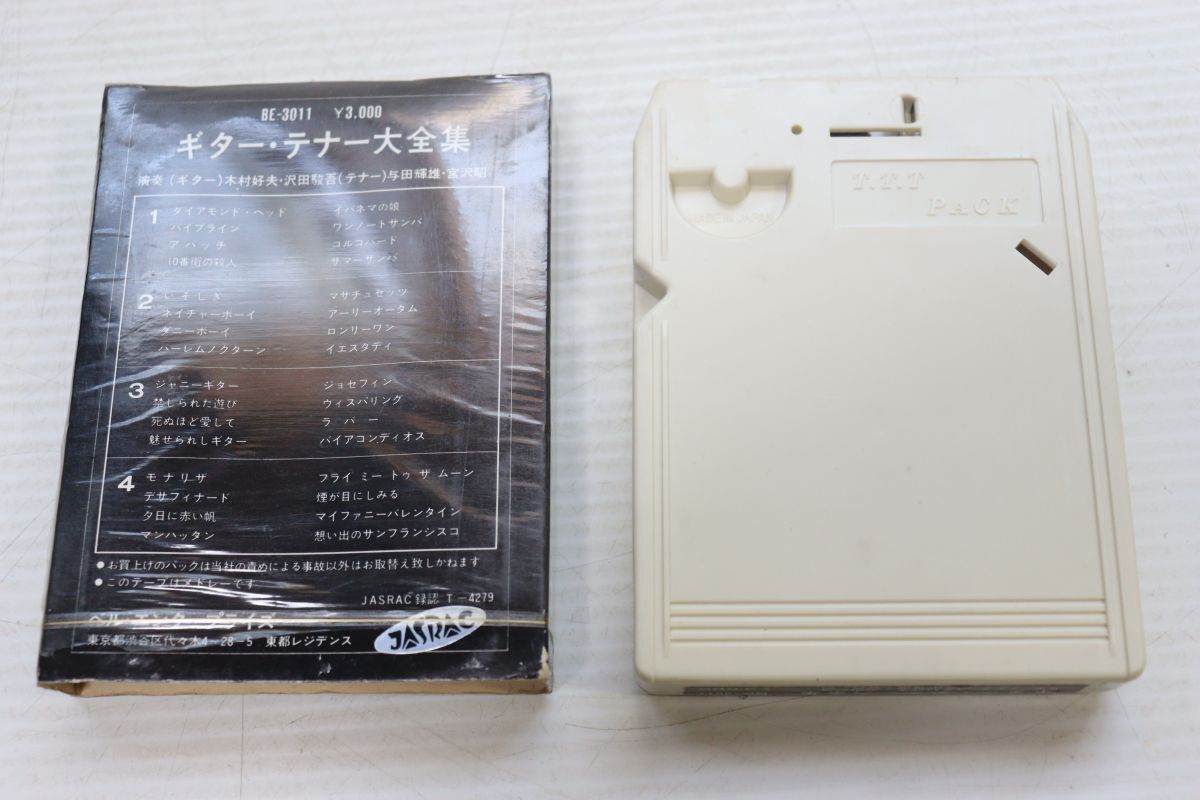 BE-3011 ¥3,000
ギター・テナー大全集
演奏(ギター)木村好夫・沢田駿吾(テナー)与田輝雄・宮沢昭
1
ダイアモンド・ヘッド イパネマの娘
パイプライン ワンノートサンバ
アパッチ コルコバード
10番街の殺人 サマーサンバ
2
いそしぎ マサチュセッツ
ネイチャーボーイ アーリーオータム
ダニーボーイ ロンリーワン
ハーレムノクターン イエスタディ
3
ジャニーギター ジョセフィン
禁じられた遊び ウィスパリング
死ぬほど愛して ラバー
魅せられしギター バイアコンディオス
4
モナリザ フライ ミー トゥ ザ ムーン
デサフィナード 煙が目にしみる
夕日に赤い帆 マイファニーバレンタイン
マンハッタン 想い出のサンフランシスコ
●お買上げのパックは当社の責めによる事故以外はお取替え致しかねます
●このテープはメドレーです
JASRAC 録認 T-4279
JASRAC
東京都渋谷区代々木4-28-5 東都レジデンス
T.T.T
PACK
MADE IN JAPAN